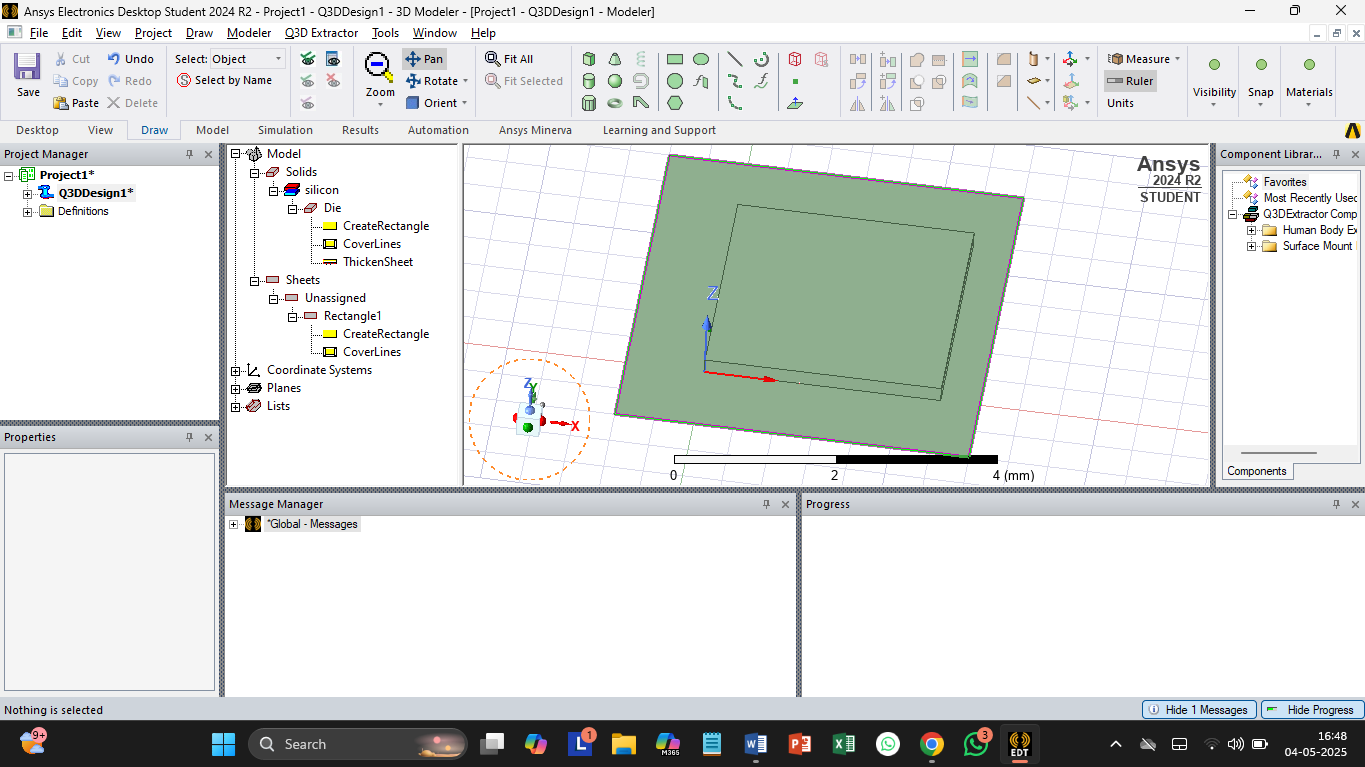 Ansys Electronics Desktop Student 2024 R2 - Project1 - Q3DDesign1 - 3D Modeler - [Project1 - Q3DDesign1 - Modeler]
File Edit View Project Draw Modeler Q3D Extractor Tools Window Help
Save
Cut
Copy
Paste
Undo
Redo
Delete
Select: Object
Select by Name
Zoom
Pan
Rotate
Orient
Fit All
Fit Selected
Measure
Ruler
Units
Visibility
Snap
Materials
Desktop View Draw Model Simulation Results Automation Ansys Minerva Learning and Support
Project Manager
Project1*
Q3DDesign1*
Definitions
Properties
Model
Solids
silicon
Die
CreateRectangle
CoverLines
ThickenSheet
Sheets
Unassigned
Rectangle1
CreateRectangle
CoverLines
Coordinate Systems
Planes
Lists
Z
Z
Y
X
0 2 4 (mm)
Ansys
2024 R2
STUDENT
Component Librar...
Favorites
Most Recently Used
Q3DExtractor Comp
Human Body Ex
Surface Mount
Components
Message Manager
*Global - Messages
Progress
Nothing is selected
Hide 1 Messages
Hide Progress
9+
Search
M365
L
1
W
P
X
3
EDT
16:48
04-05-2025